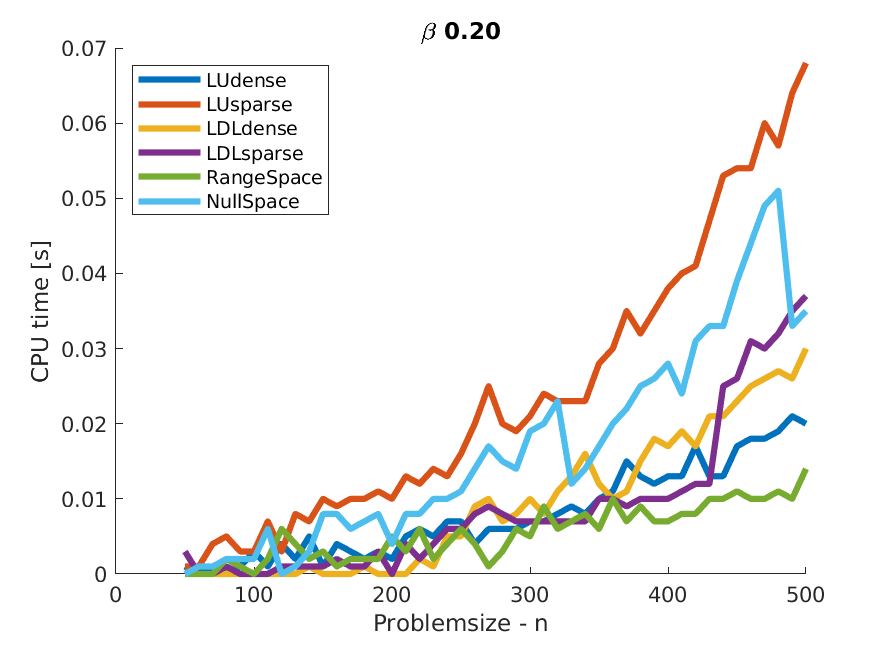 β 0.20
0.07
0.06
0.05
0.04
0.03
0.02
0.01
0
CPU time [s]
LUdense
LUsparse
LDLdense
LDLsparse
RangeSpace
NullSpace
0 100 200 300 400 500
Problemsize - n